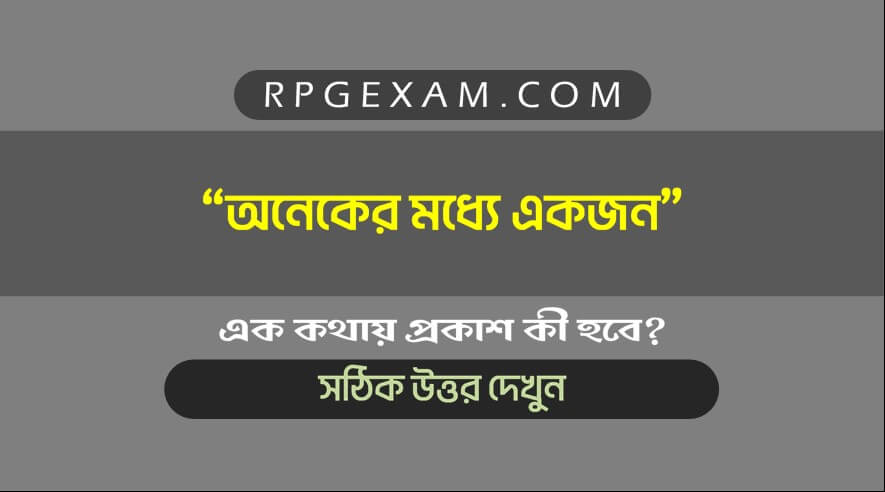 RPGEXAM.COM
“অনেকের মধ্যে একজন”
এক কথায় প্রকাশ কী হবে?
সঠিক উত্তর দেখুন